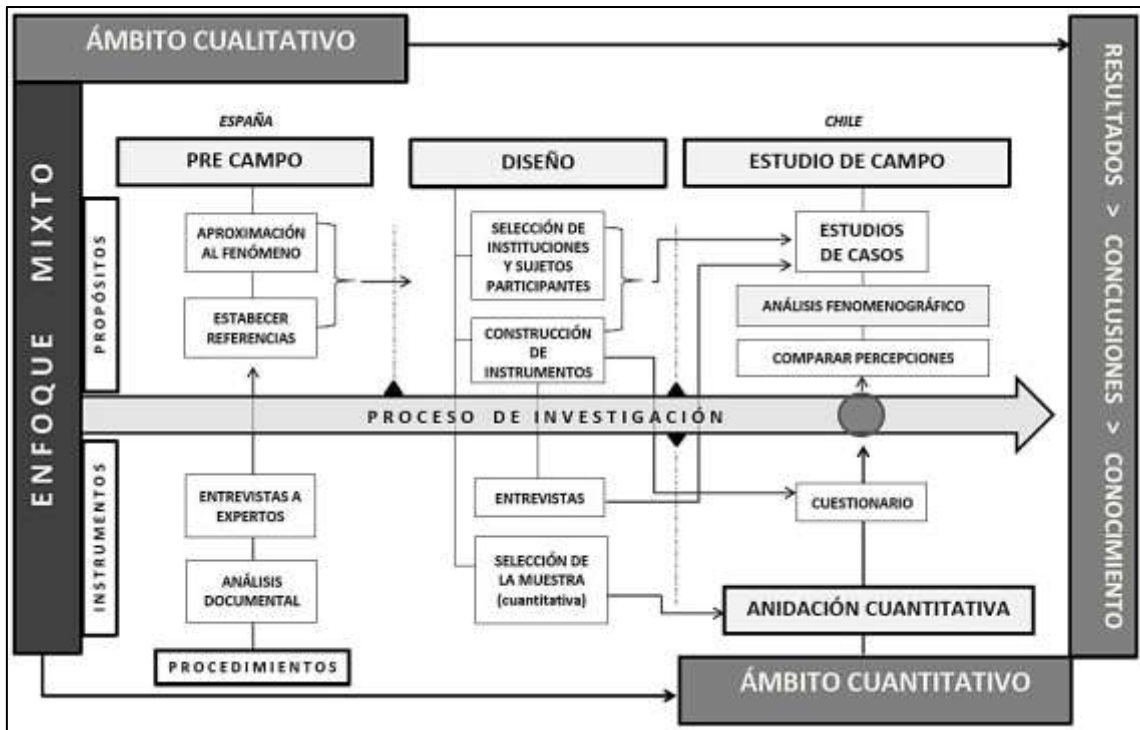 ÁMBITO CUALITATIVO
ENFOQUE MIXTO
ESPAÑA
CHILE
PRE CAMPO
DISEÑO
ESTUDIO DE CAMPO
PROPÓSITOS
APROXIMACIÓN
AL FENÓMENO
ESTABECER
REFERENCIAS
SELECCIÓN DE
INSTITUCIONES
Y SUJETOS
PARTICIPANTES
CONSTRUCCIÓN
DE
INSTRUMENTOS
ESTUDIOS
DE CASOS
ANÁLISIS FENOMENOGRÁFICO
COMPARAR PERCEPCIONES
PROCESO DE INVESTIGACIÓN
INSTRUMENTOS
ENTREVISTAS A
EXPERTOS
ANÁLISIS
DOCUMENTAL
PROCEDIMIENTOS
ENTREVISTAS
SELECCIÓN DE
LA MUESTRA
(cuantitativa)
CUESTIONARIO
ANIDACIÓN CUANTITATIVA
ÁMBITO CUANTITATIVO
RESULTADOS > CONCLUSIONES > CONOCIMIENTO